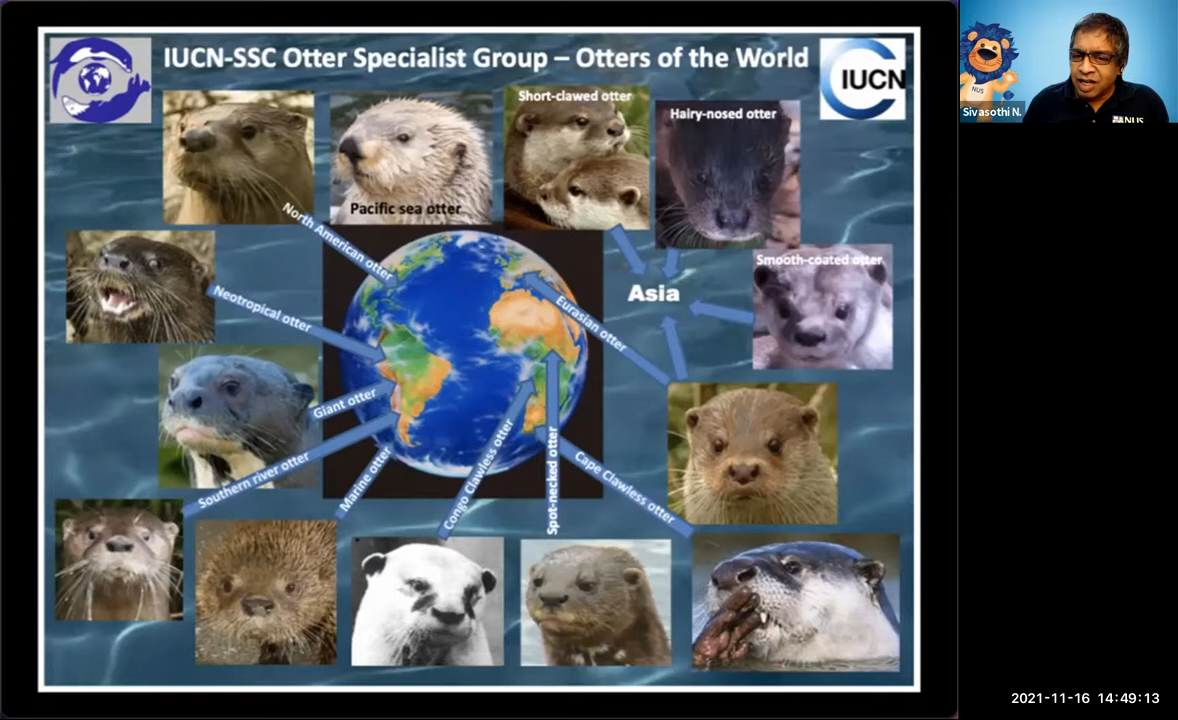 IUCN-SSC Otter Specialist Group – Otters of the World
IUCN
Short-clawed otter
Hairy-nosed otter
Pacific sea otter
North American otter
Smooth-coated otter
Asia
Neotropical otter
Eurasian otter
Giant otter
Southern river otter
Marine otter
Congo Clawless otter
Spot-necked otter
Cape Clawless otter
NUS
Sivasothi N.
NUS
2021-11-16 14:49:13